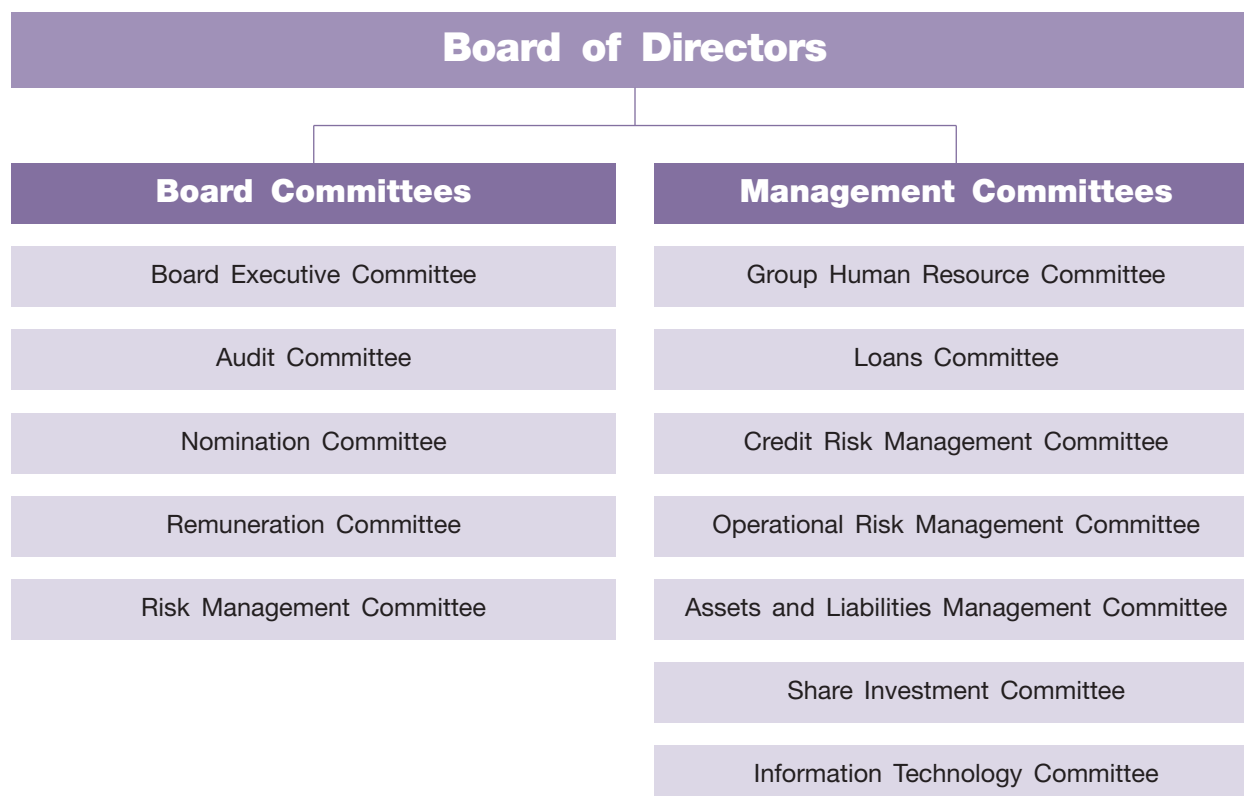 Board of Directors
Board Committees
Board Executive Committee
Audit Committee
Nomination Committee
Remuneration Committee
Risk Management Committee
Management Committees
Group Human Resource Committee
Loans Committee
Credit Risk Management Committee
Operational Risk Management Committee
Assets and Liabilities Management Committee
Share Investment Committee
Information Technology Committee